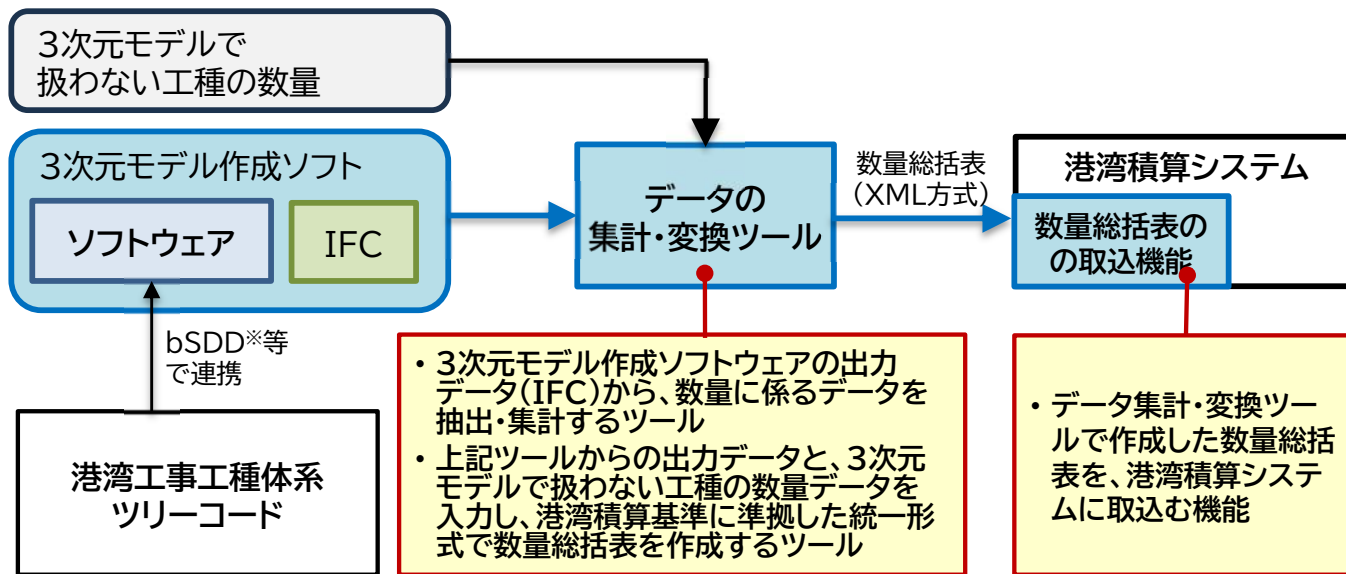 ３次元モデルで
扱わない工種の数量
３次元モデル作成ソフト
ソフトウェア
IFC
bSDD※等
で連携
港湾工事工種体系
ツリーコード
データの
集計・変換ツール
数量総括表
（XML方式）
港湾積算システム
数量総括表の
の取込機能
・３次元モデル作成ソフトウェアの出力
データ（IFC）から、数量に係るデータを
抽出・集計するツール
・上記ツールからの出力データと、３次元
モデルで扱わない工種の数量データを
入力し、港湾積算基準に準拠した統一形
式で数量総括表を作成するツール
・データ集計・変換ツー
ルで作成した数量総括
表を、港湾積算システ
ムに取込む機能